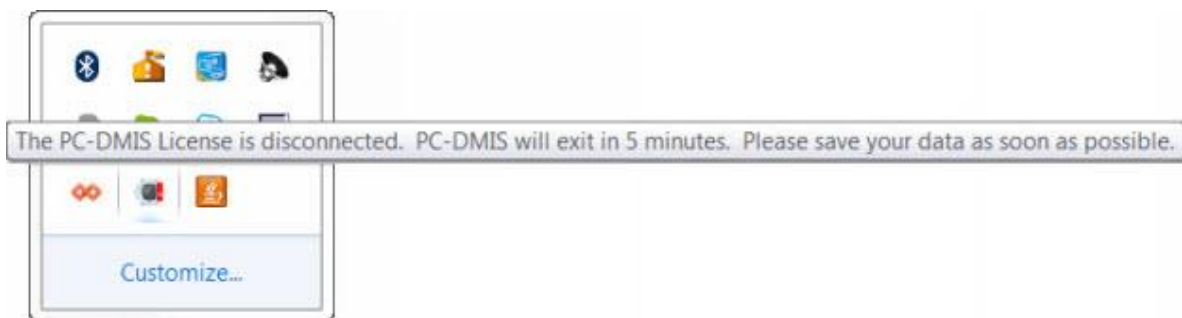 The PC-DMIS License is disconnected. PC-DMIS will exit in 5 minutes. Please save your data as soon as possible.
Customize...